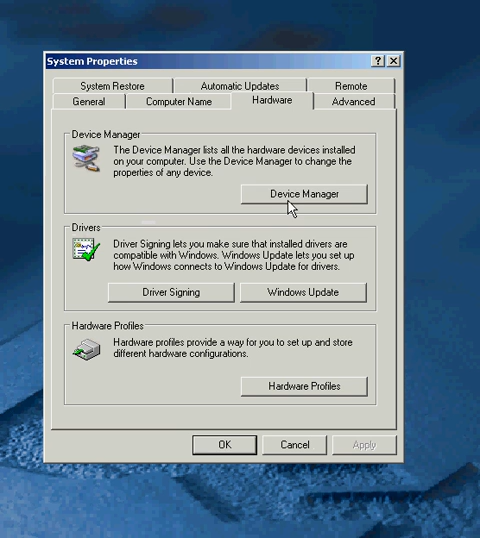 System Properties
System Restore Automatic Updates Remote
General Computer Name Hardware Advanced
Device Manager
The Device Manager lists all the hardware devices installed
on your computer. Use the Device Manager to change the
properties of any device.
Device Manager
Drivers
Driver Signing lets you make sure that installed drivers are
compatible with Windows. Windows Update lets you set up
how Windows connects to Windows Update for drivers.
Driver Signing Windows Update
Hardware Profiles
Hardware profiles provide a way for you to set up and store
different hardware configurations.
Hardware Profiles
OK Cancel Apply